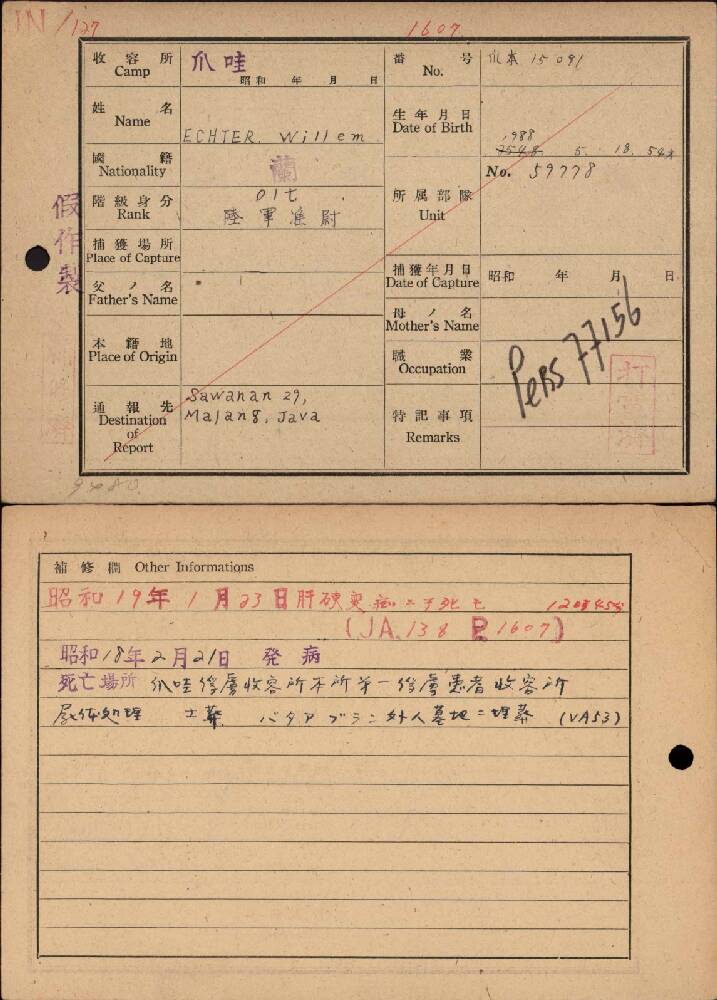 IN/127
1607
收容所 Camp 爪哇
昭和 年 月 日
番号 No. 爪本 15091
姓名 Name ECHTER. Willem
生年月日 Date of Birth 1988
5. 18.
國籍 Nationality 蘭
No. 59778
階級身分 Rank
陸軍准尉
所属部隊 Unit
假作製
捕獲場所 Place of Capture
捕獲年月日 Date of Capture 昭和 年 月 日
父ノ名 Father's Name
母ノ名 Mother's Name
本籍地 Place of Origin
職業 Occupation
Pers 77156
通報先 Destination of Report
Sawahan 29,
Malang, Java
特記事項 Remarks
補修欄 Other Informations
昭和19年1月23日肝硬変症ニテ死亡
(JA.138 P.1607)
昭和18年2月21日 発病
死亡場所 爪哇俘虜收容所本所第一俘虜患者收容所
屍体処理 土葬 バタアブラニ外人墓地ニ埋葬 (VA53)